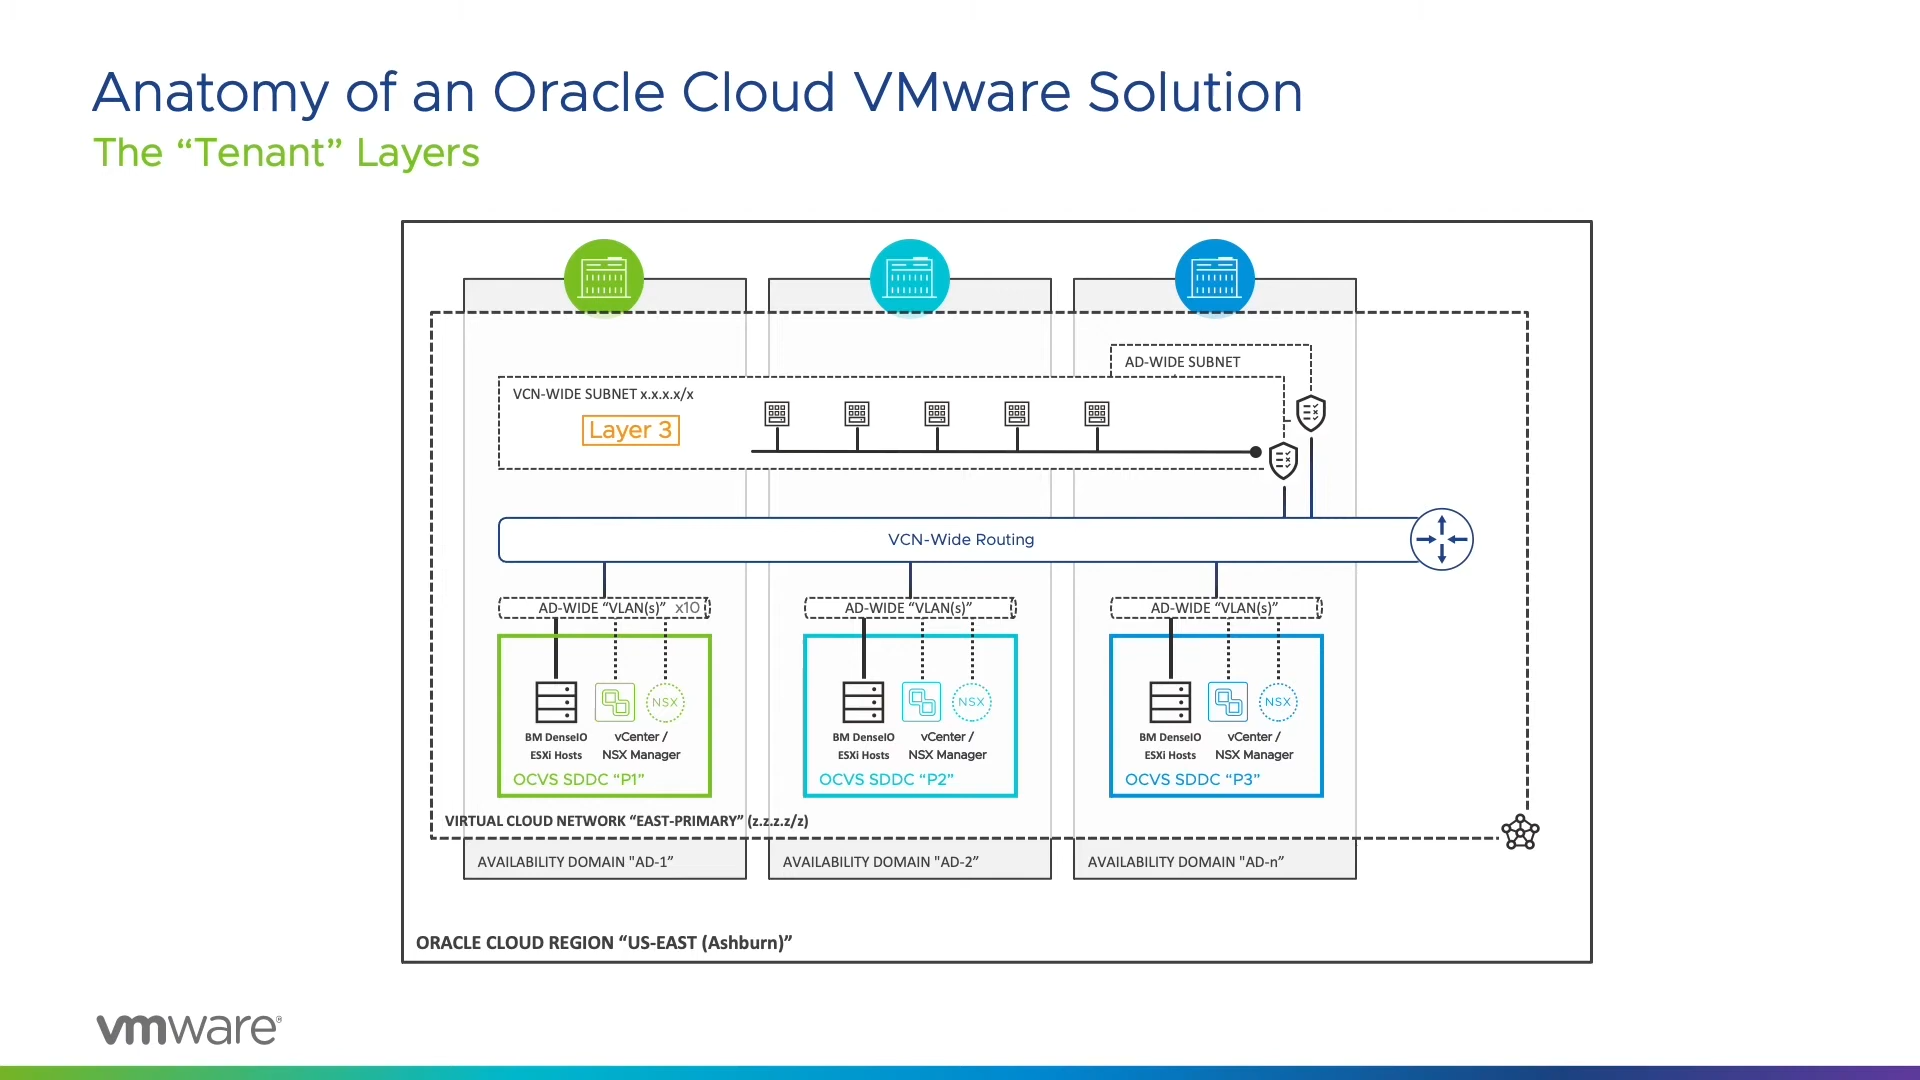 Anatomy of an Oracle Cloud VMware Solution
The “Tenant” Layers
AD-WIDE SUBNET
VCN-WIDE SUBNET x.x.x.x/x
Layer 3
VCN-Wide Routing
AD-WIDE “VLAN(s)” x10
AD-WIDE “VLAN(s)”
AD-WIDE “VLAN(s)”
NSX
BM DenseIO
ESXi Hosts
vCenter /
NSX Manager
OCVS SDDC “P1”
NSX
BM DenseIO
ESXi Hosts
vCenter /
NSX Manager
OCVS SDDC “P2”
NSX
BM DenseIO
ESXi Hosts
vCenter /
NSX Manager
OCVS SDDC “P3”
VIRTUAL CLOUD NETWORK “EAST-PRIMARY” (z.z.z.z/z)
AVAILABILITY DOMAIN "AD-1”
AVAILABILITY DOMAIN "AD-2”
AVAILABILITY DOMAIN "AD-n”
ORACLE CLOUD REGION “US-EAST (Ashburn)”
vmware®